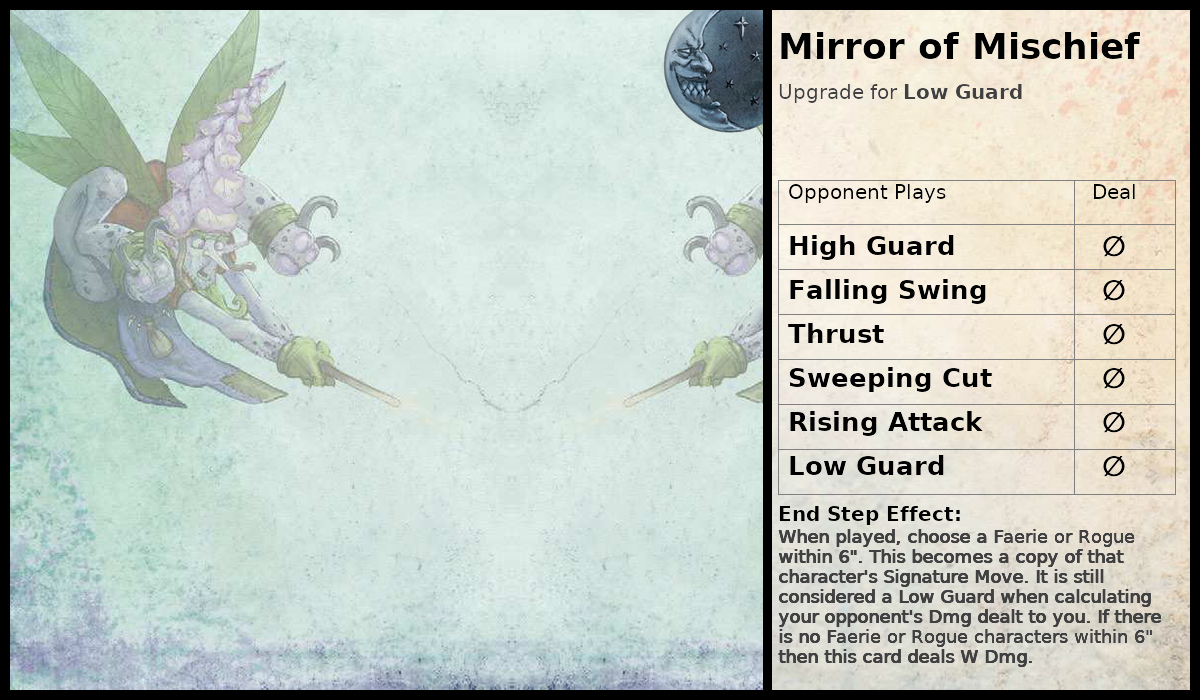 Mirror of Mischief
Upgrade for Low Guard
Opponent Plays Deal
High Guard ∅
Falling Swing ∅
Thrust ∅
Sweeping Cut ∅
Rising Attack ∅
Low Guard ∅
End Step Effect:
When played, choose a Faerie or Rogue
within 6". This becomes a copy of that
character's Signature Move. It is still
considered a Low Guard when calculating
your opponent's Dmg dealt to you. If there
is no Faerie or Rogue characters within 6"
then this card deals W Dmg.